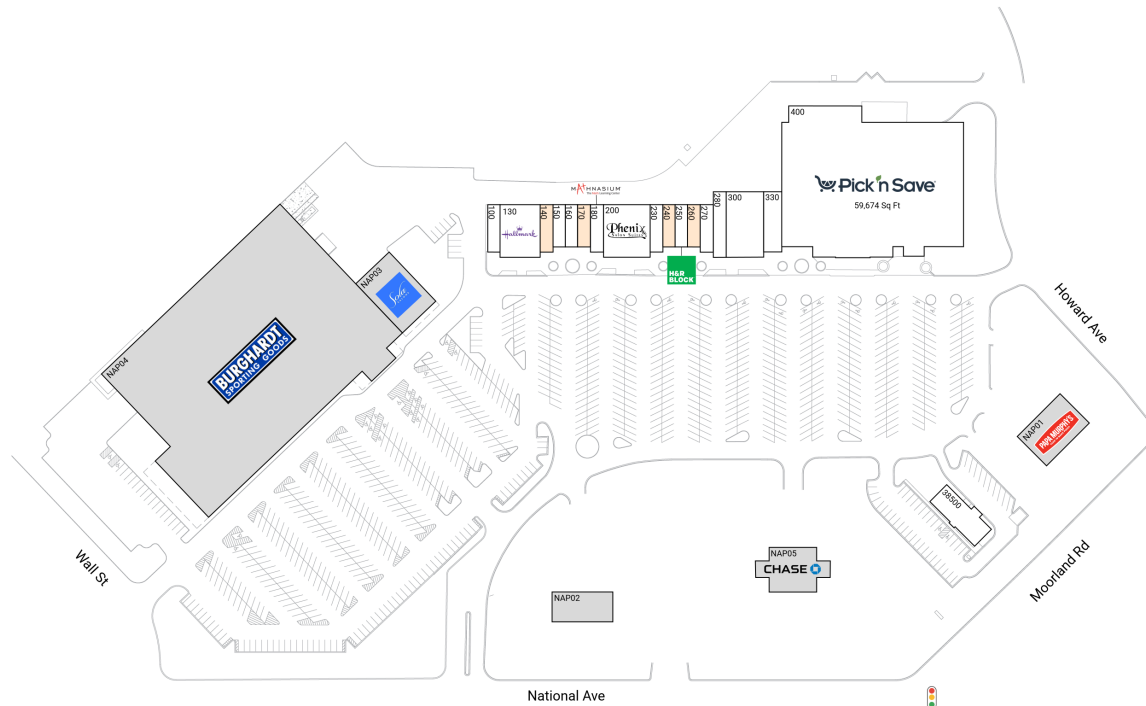 400
Pick'n Save
59,674 Sq Ft
MATHNASIUM
100
130
Hallmark
140
150
160
170
180
200
Phenix
Salon Suites
230
240
250
260
270
280
300
330
H&R
BLOCK
NAP03
NAP04
BURGHARDT
SPORTING GOODS
Howard Ave
NAP01
PAPA MURPHY'S
38500
Wall St
Moorland Rd
NAP05
CHASE
NAP02
National Ave